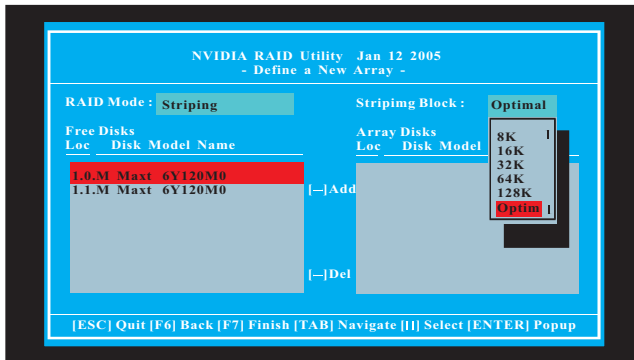 NVIDIA RAID Utility Jan 12 2005
- Define a New Array -
RAID Mode : Striping
Stripimg Block : Optimal
8K
16K
32K
64K
128K
Optim
Free Disks
Loc Disk Model Name
1.0.M Maxt 6Y120M0
1.1.M Maxt 6Y120M0
[—]Add
[—]Del
Array Disks
Loc Disk Model
[ESC] Quit [F6] Back [F7] Finish [TAB] Navigate [||] Select [ENTER] Popup